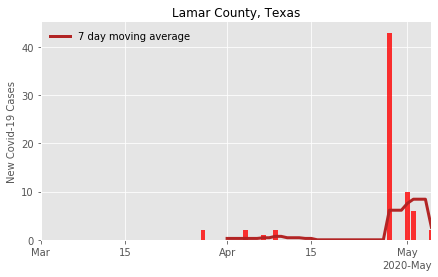 Lamar County, Texas
7 day moving average
New Covid-19 Cases
40
30
20
10
0
Mar 15 Apr 15 May
2020-May